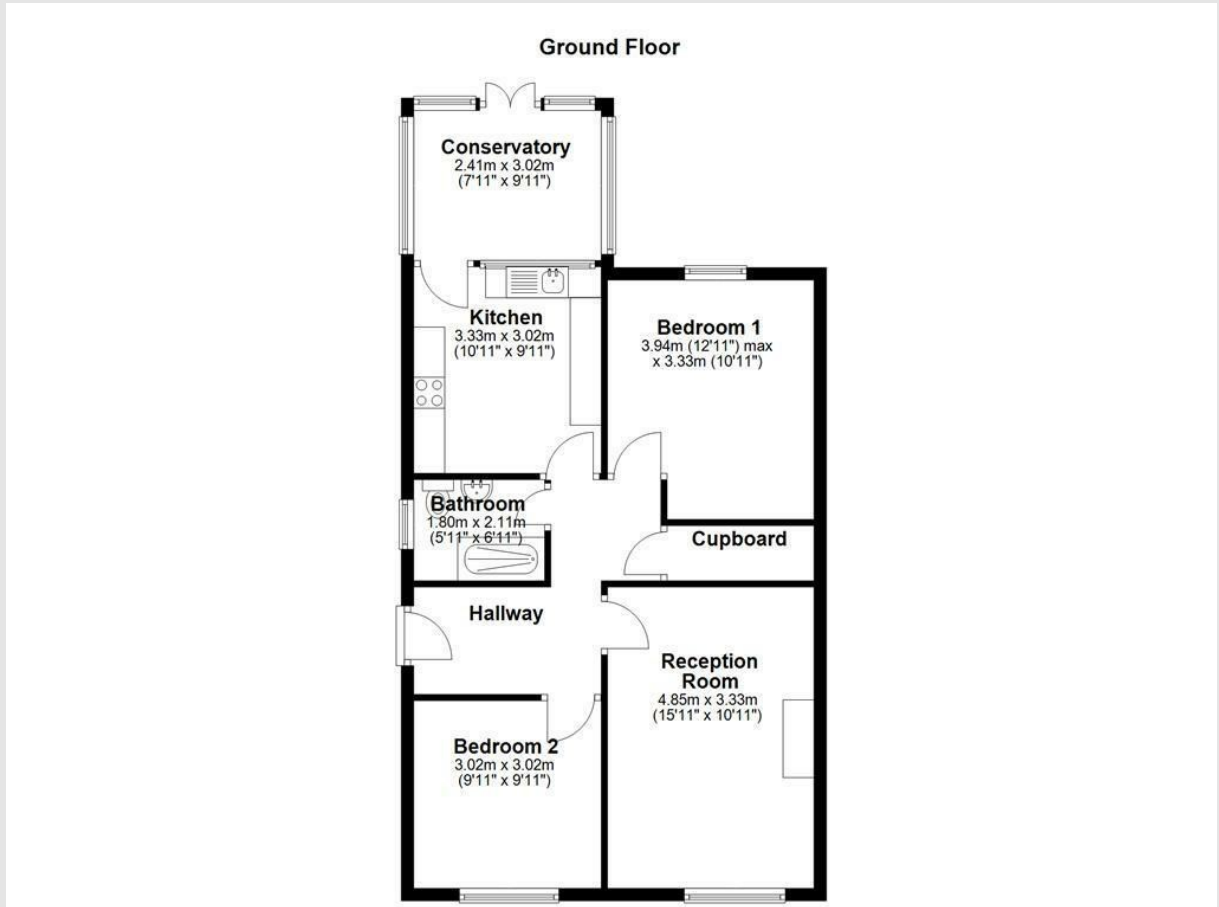 Ground Floor
Conservatory
2.41m x 3.02m
(7'11" x 9'11")
Kitchen
3.33m x 3.02m
(10'11" x 9'11")
Bedroom 1
3.94m (12'11") max
x 3.33m (10'11")
Bathroom
1.80m x 2.11m
(5'11" x 6'11")
Cupboard
Hallway
Reception
Room
4.85m x 3.33m
(15'11" x 10'11")
Bedroom 2
3.02m x 3.02m
(9'11" x 9'11")